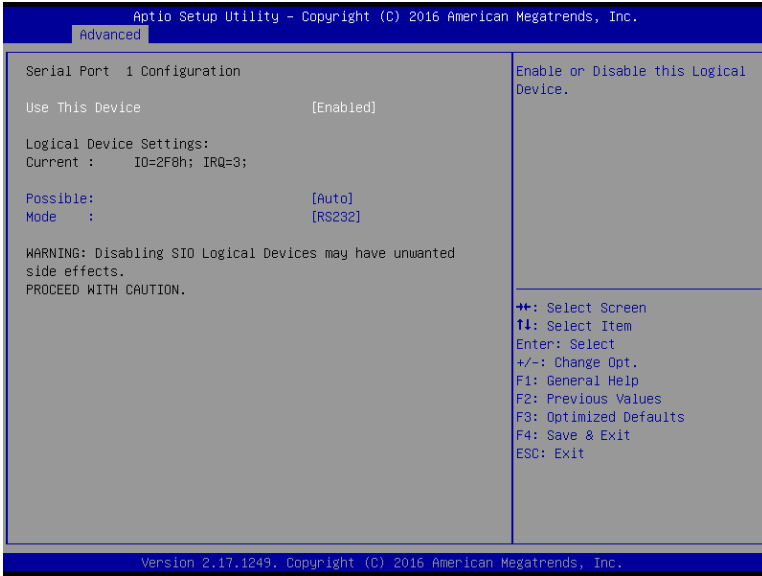 Aptio Setup Utility – Copyright (C) 2016 American Megatrends, Inc.
Advanced
Serial Port 1 Configuration
Use This Device [Enabled]
Logical Device Settings:
Current : IO=2F8h; IRQ=3;
Possible: [Auto]
Mode : [RS232]
WARNING: Disabling SIO Logical Devices may have unwanted
side effects.
PROCEED WITH CAUTION.
Enable or Disable this Logical
Device.
→←: Select Screen
↑↓: Select Item
Enter: Select
+/-: Change Opt.
F1: General Help
F2: Previous Values
F3: Optimized Defaults
F4: Save & Exit
ESC: Exit
Version 2.17.1249. Copyright (C) 2016 American Megatrends, Inc.